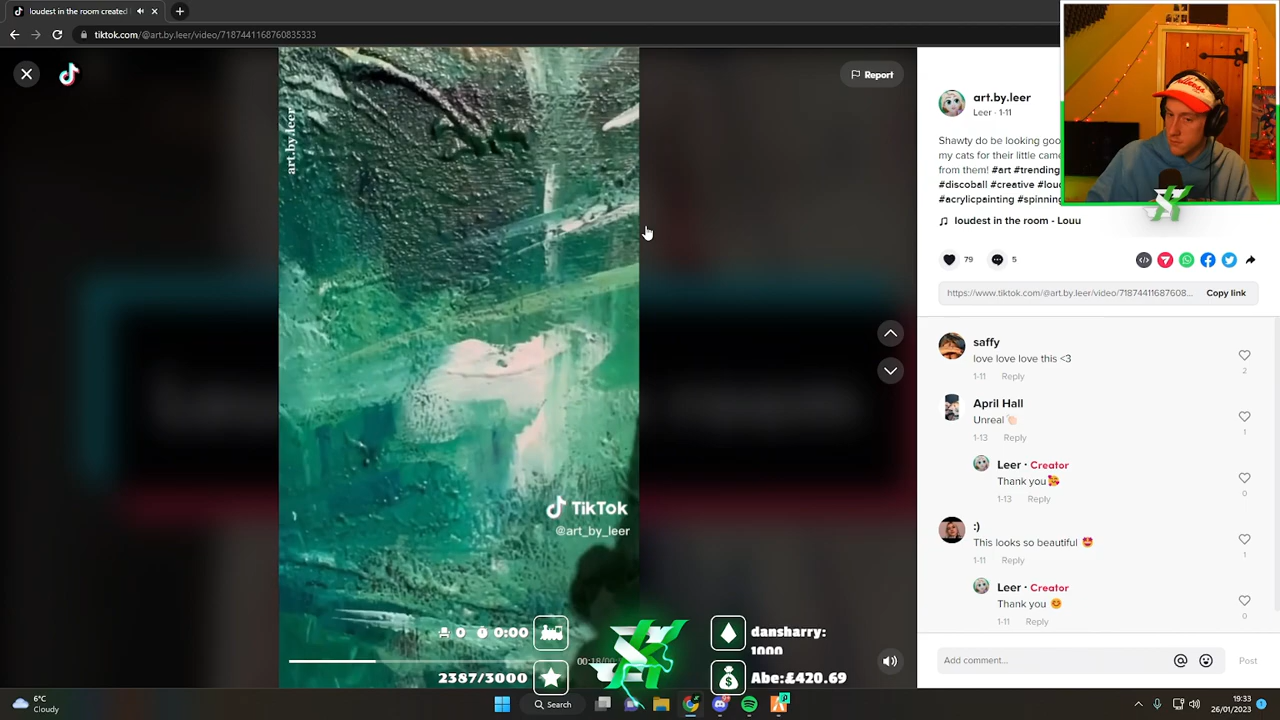 loudest in the room created
tiktok.com/@art.by.leer/video/7187441168760835333
Report
art.by.leer
art.by.leer
Leer · 1-11
Shawty do be looking goo
my cats for their little
from them! #art #trending
#discoball #creative
#acrylicpainting #spinning
loudest in the room - Louu
79
5
https://www.tiktok.com/@art.by.leer/video/71874411687608...
Copy link
saffy
love love love this <3
2
1-11 Reply
April Hall
Unreal
1
1-13 Reply
Leer · Creator
Thank you
0
1-13 Reply
:)
This looks so beautiful
1
1-11 Reply
Leer · Creator
Thank you
0
1-11 Reply
TikTok
@art_by_leer
0 0:00
dansharry:
1000
2387/3000
Abe:£420.69
Add comment...
Post
6°C
Cloudy
Search
19:33
26/01/2023